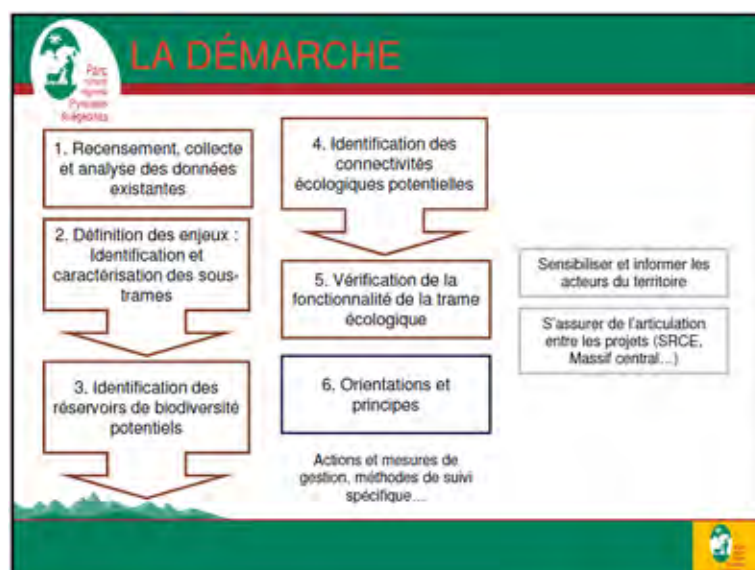 LA DÉMARCHE
Parc
naturel
régional
Pyrénées
Ariégeoises
1. Recensement, collecte
et analyse des données
existantes
2. Définition des enjeux :
Identification et
caractérisation des sous-
trames
3. Identification des
réservoirs de biodiversité
potentiels
4. Identification des
connectivités
écologiques potentielles
5. Vérification de la
fonctionnalité de la trame
écologique
6. Orientations et
principes
Actions et mesures de
gestion, méthodes de suivi
spécifique…
Sensibiliser et informer les
acteurs du territoire
S'assurer de l'articulation
entre les projets (SRCE,
Massif central…)